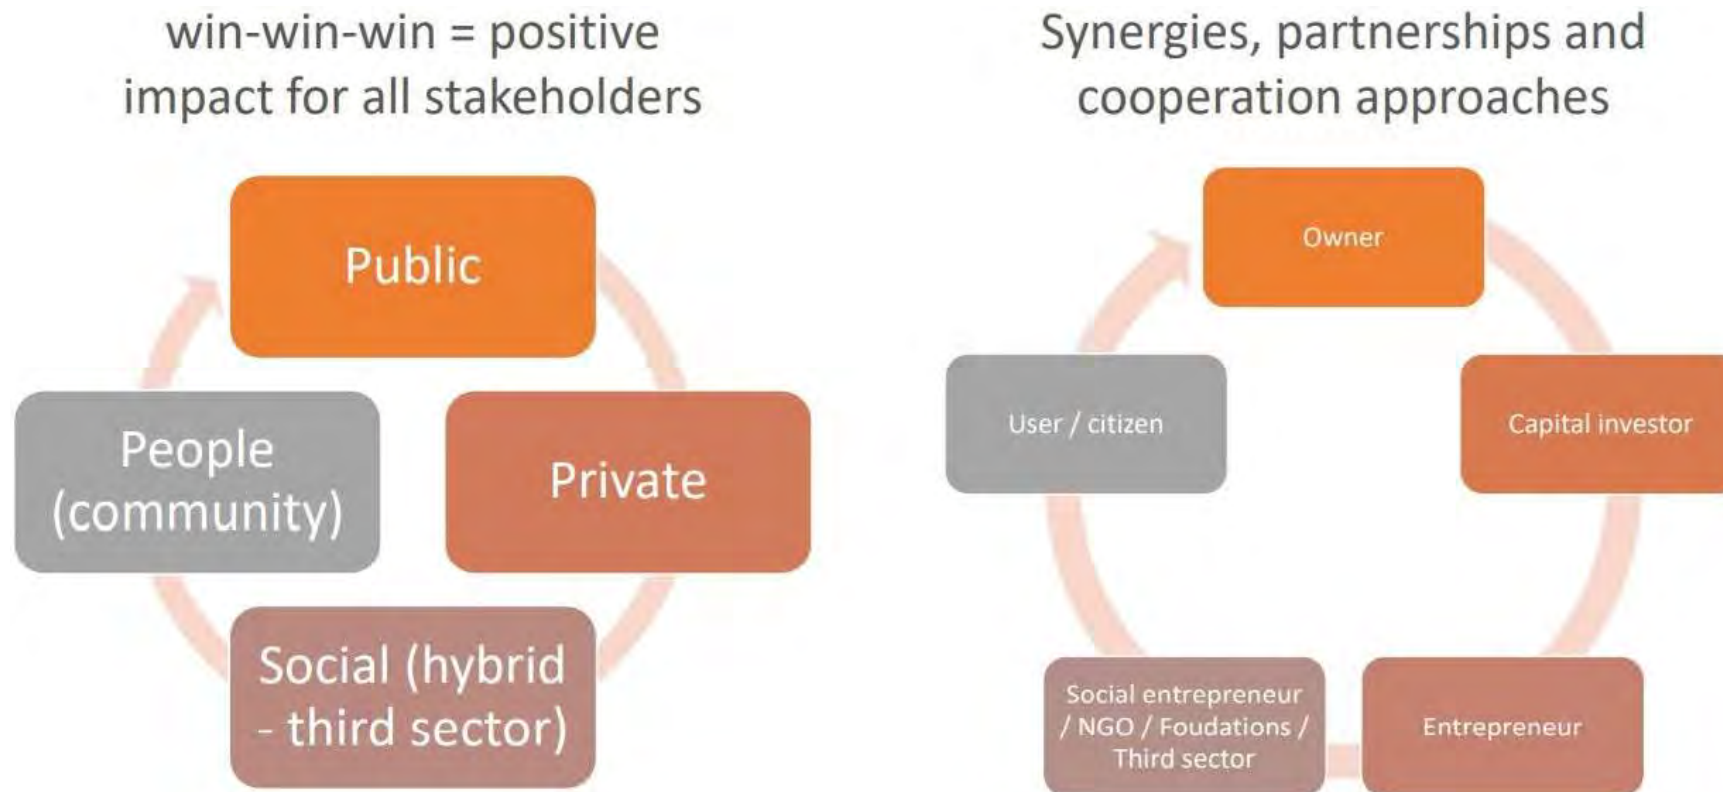 win-win-win = positive
impact for all stakeholders
Public
Private
Social (hybrid
- third sector)
People
(community)
Synergies, partnerships and
cooperation approaches
Owner
Capital investor
Entrepreneur
Social entrepreneur
/ NGO / Foudations /
Third sector
User / citizen